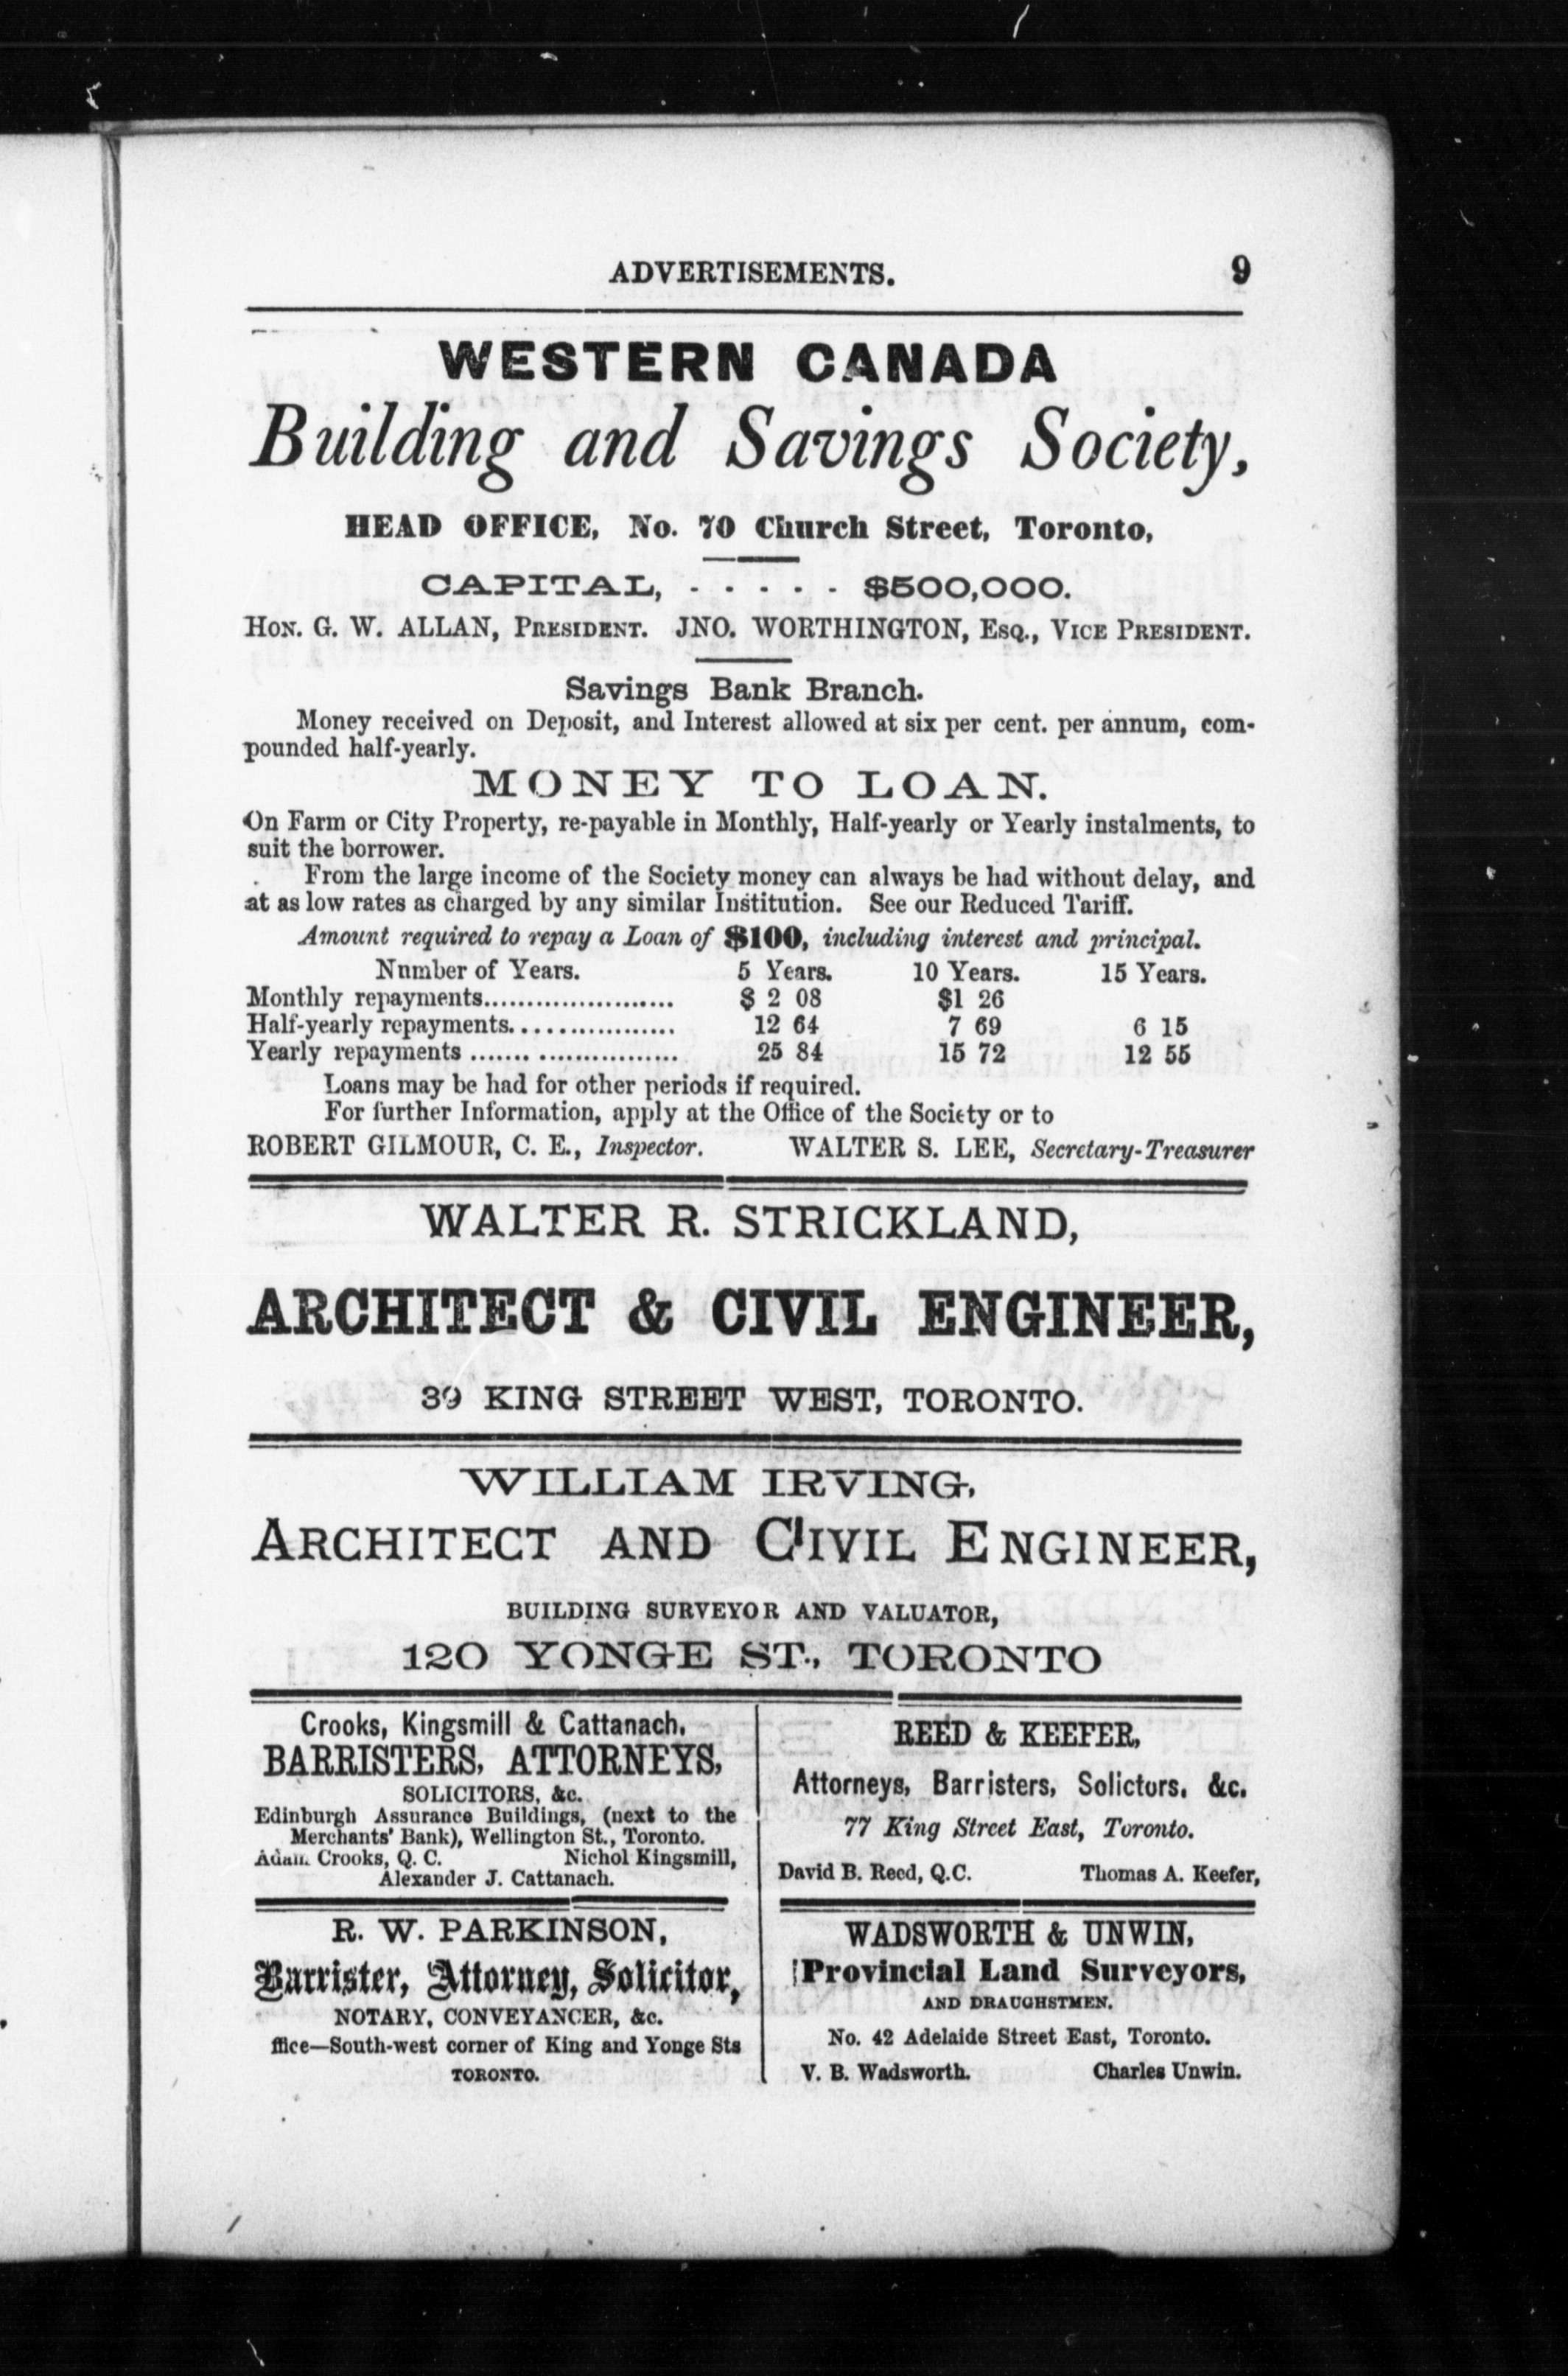 ADVERTISEMENTS. 9
WESTERN CANADA
Building and Savings Society,
HEAD OFFICE, No. 70 Church Street, Toronto,
CAPITAL, - - - - - $500,000.
HON. G. W. ALLAN, PRESIDENT. JNO. WORTHINGTON, ESQ., VICE PRESIDENT.
Savings Bank Branch.
Money received on Deposit, and Interest allowed at six per cent. per annum, com-
pounded half-yearly.
MONEY TO LOAN.
On Farm or City Property, re-payable in Monthly, Half-yearly or Yearly instalments, to
suit the borrower.
From the large income of the Society money can always be had without delay, and
at as low rates as charged by any similar Institution. See our Reduced Tariff.
Amount required to repay a Loan of $100, including interest and principal.
Number of Years. 5 Years. 10 Years. 15 Years.
Monthly repayments...................... $ 2 08 $1 26
Half-yearly repayments.................. 12 64 7 69 6 15
Yearly repayments ....... ................ 25 84 15 72 12 55
Loans may be had for other periods if required.
For further Information, apply at the Office of the Society or to
ROBERT GILMOUR, C. E., Inspector. WALTER S. LEE, Secretary-Treasurer
WALTER R. STRICKLAND,
ARCHITECT & CIVIL ENGINEER,
39 KING STREET WEST, TORONTO.
WILLIAM IRVING,
ARCHITECT AND CIVIL ENGINEER,
BUILDING SURVEYOR AND VALUATOR,
120 YONGE ST., TORONTO
Crooks, Kingsmill & Cattanach,
BARRISTERS, ATTORNEYS,
SOLICITORS, &c.
Edinburgh Assurance Buildings, (next to the
Merchants' Bank), Wellington St., Toronto.
Adam Crooks, Q. C. Nichol Kingsmill,
Alexander J. Cattanach.
REED & KEEFER,
Attorneys, Barristers, Solictors, &c.
77 King Street East, Toronto.
David B. Reed, Q.C. Thomas A. Keefer,
R. W. PARKINSON,
Barrister, Attorney, Solicitor,
NOTARY, CONVEYANCER, &c.
ffice—South-west corner of King and Yonge Sts
TORONTO.
WADSWORTH & UNWIN,
Provincial Land Surveyors,
AND DRAUGHSTMEN.
No. 42 Adelaide Street East, Toronto.
V. B. Wadsworth. Charles Unwin.